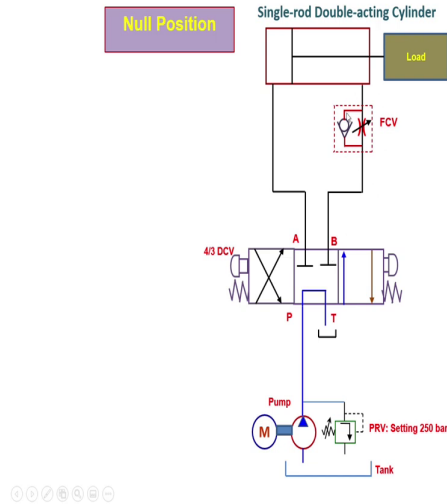 Null Position
Single-rod Double-acting Cylinder
Load
FCV
A
B
4/3 DCV
P
T
Pump
M
PRV: Setting 250 bar
Tank